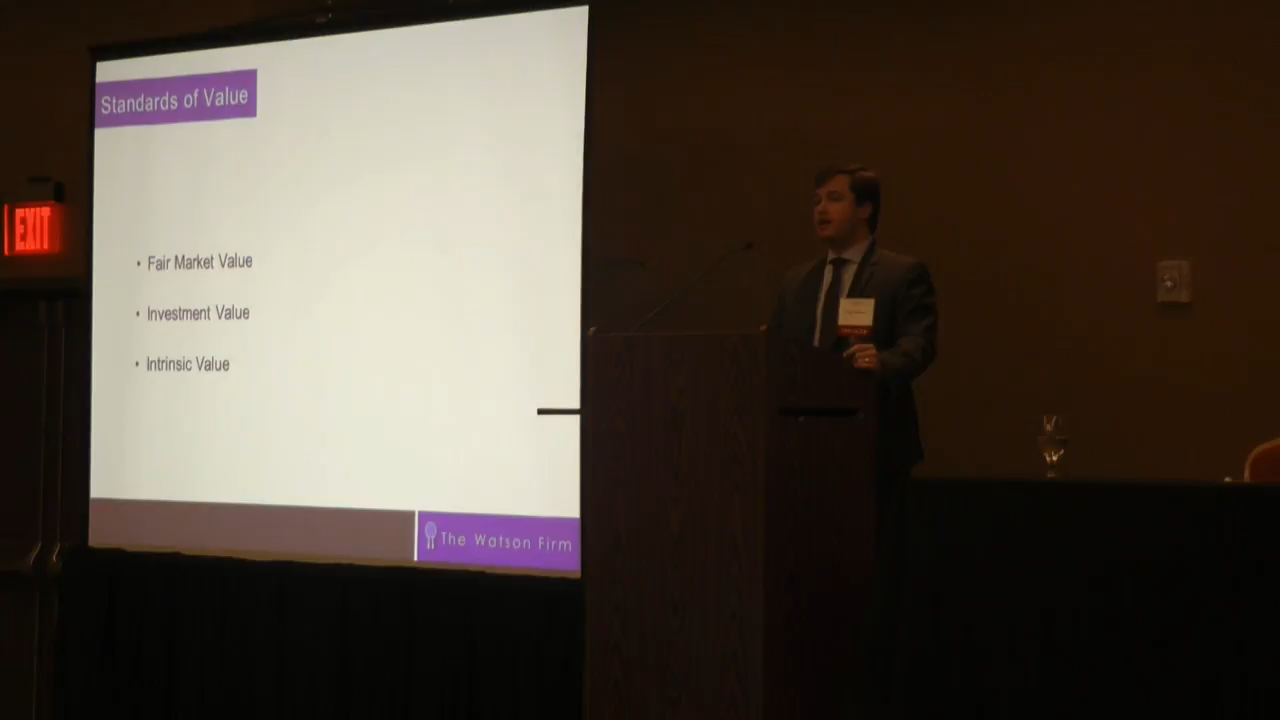 Standards of Value
EXIT
• Fair Market Value
• Investment Value
• Intrinsic Value
The Watson Firm